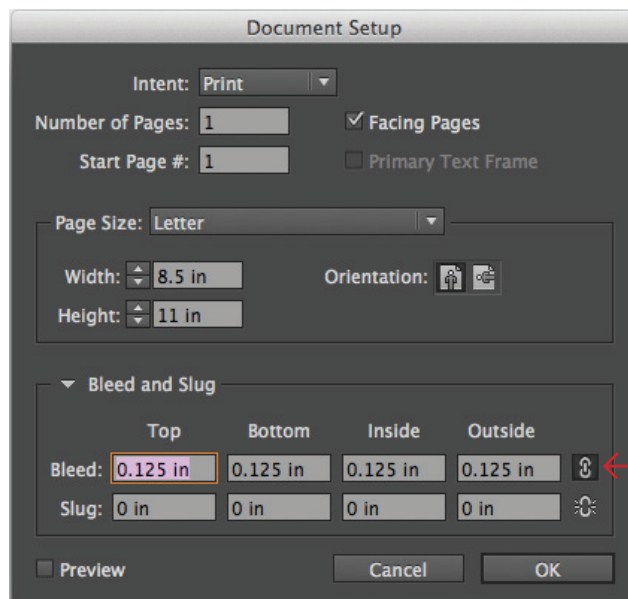 Document Setup
Intent: Print
Number of Pages: 1 Facing Pages
Start Page #: 1 Primary Text Frame
Page Size: Letter
Width: 8.5 in Orientation:
Height: 11 in
Bleed and Slug
Top Bottom Inside Outside
Bleed: 0.125 in 0.125 in 0.125 in 0.125 in
Slug: 0 in 0 in 0 in 0 in
Preview Cancel OK